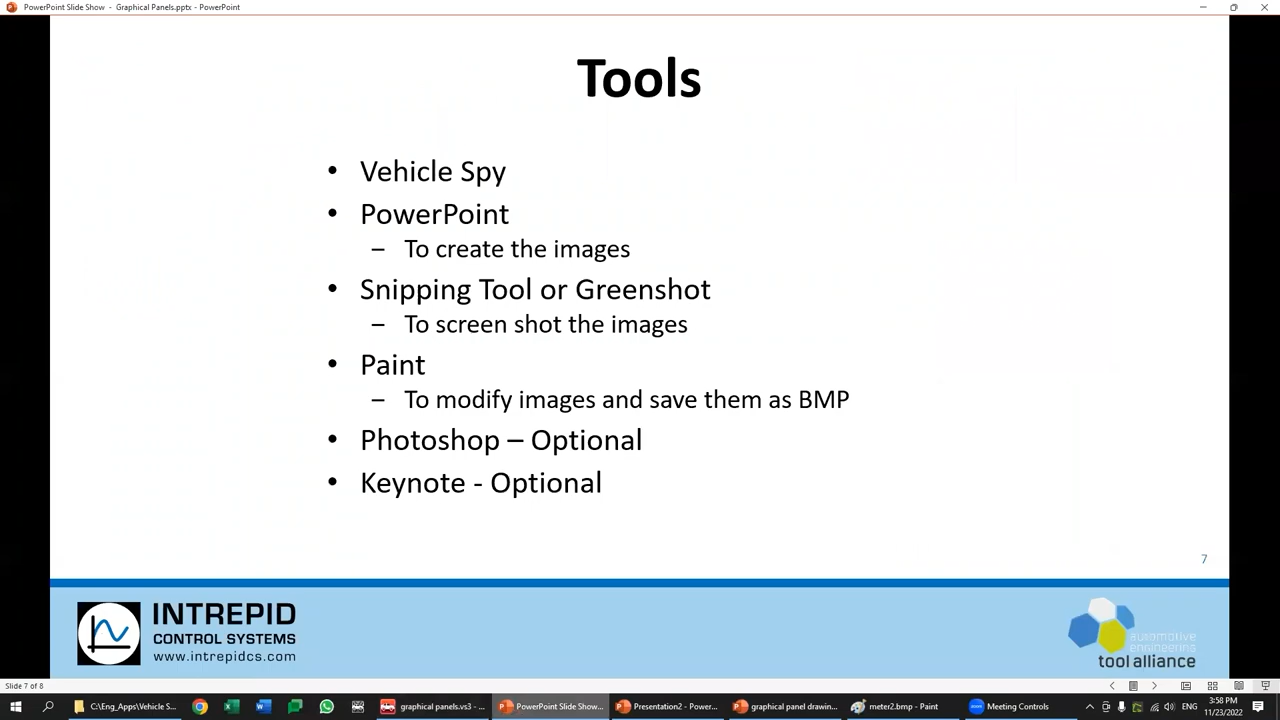 PowerPoint Slide Show - Graphical Panels.pptx - PowerPoint
Tools
• Vehicle Spy
• PowerPoint
– To create the images
• Snipping Tool or Greenshot
– To screen shot the images
• Paint
– To modify images and save them as BMP
• Photoshop – Optional
• Keynote - Optional
7
INTREPID
CONTROL SYSTEMS
www.intrepidcs.com
automotive
engineering
tool alliance
Slide 7 of 8
C:\Eng_Apps\Vehicle S...
graphical panels.vs3 - ...
PowerPoint Slide Show...
Presentation2 - Power...
graphical panel drawin...
meter2.bmp - Paint
Meeting Controls
3:58 PM
11/23/2022